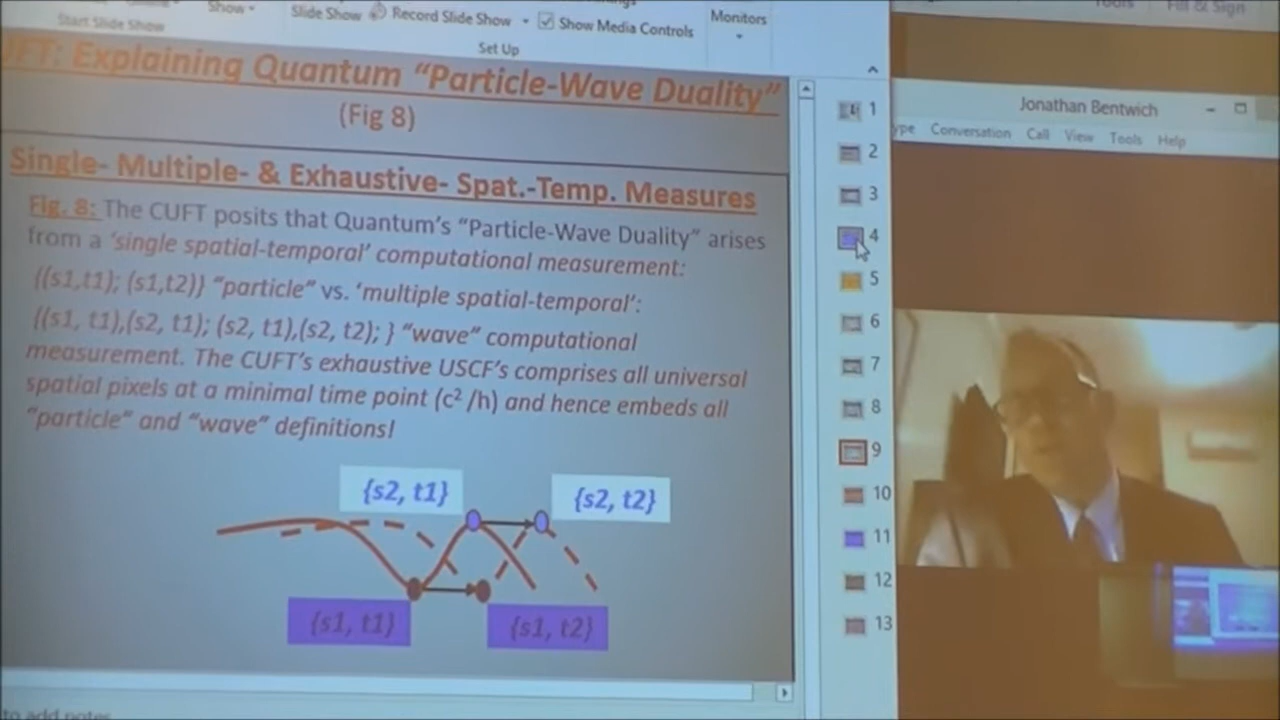 Show
Start Slide Show
Slide Show
Record Slide Show
Show Media Controls
Set Up
Monitors
Tools
Fill & Sign
UFT: Explaining Quantum “Particle-Wave Duality”
(Fig 8)
Single- Multiple- & Exhaustive- Spat.-Temp. Measures
Fig. 8: The CUFT posits that Quantum's “Particle-Wave Duality” arises
from a ‘single spatial-temporal’ computational measurement:
{(s1,t1); (s1,t2)} “particle” vs. ‘multiple spatial-temporal’:
{(s1, t1),(s2, t1); (s2, t1),(s2, t2); } “wave” computational
measurement. The CUFT's exhaustive USCF's comprises all universal
spatial pixels at a minimal time point (c² /h) and hence embeds all
“particle” and “wave” definitions!
{s2, t1}
{s2, t2}
{s1, t1}
{s1, t2}
to add notes
1
2
3
4
5
6
7
8
9
10
11
12
13
Jonathan Bentwich
ype Conversation Call View Tools Help